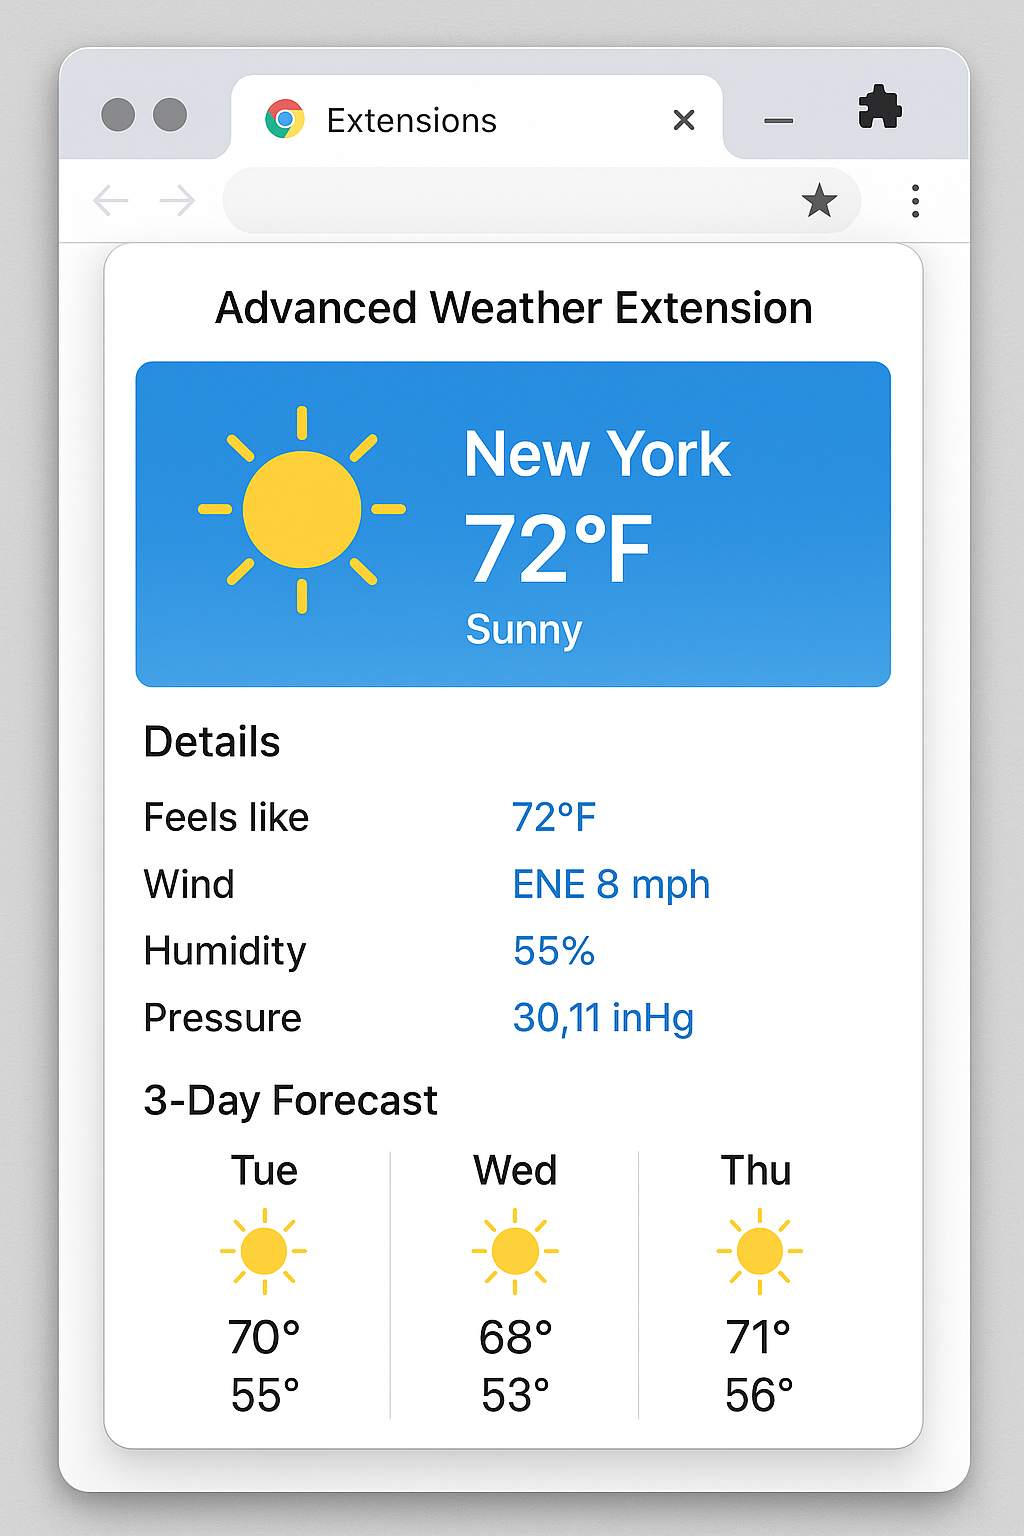 Extensions
Advanced Weather Extension
New York
72°F
Sunny
Details
Feels like 72°F
Wind ENE 8 mph
Humidity 55%
Pressure 30,11 inHg
3-Day Forecast
Tue Wed Thu
70° 68° 71°
55° 53° 56°